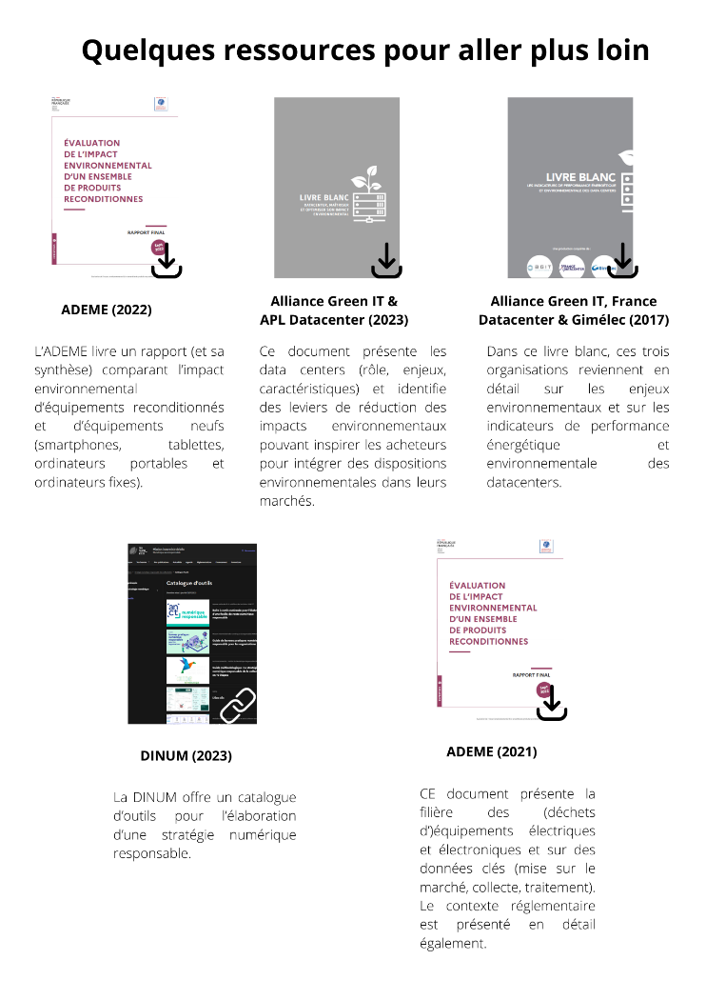 Quelques ressources pour aller plus loin
RÉPUBLIQUE
FRANÇAISE
ÉVALUATION
DE L'IMPACT
ENVIRONMENTAL
D'UN ENSEMBLE
DE PRODUITS
RECONDITIONNES
RAPPORT FINAL
LIVRE BLANC
DATACENTER, MAÎTRISER
ET OPTIMISER SON IMPACT
ENVIRONNEMENTAL
LIVRE BLANC
LES INDICATEURS DE PERFORMANCE ÉNERGÉTIQUE
ET ENVIRONNEMENTALE DES DATA CENTERS
ADEME (2022)
Alliance Green IT &
APL Datacenter (2023)
Alliance Green IT, France
Datacenter & Gimélec (2017)
L'ADEME livre un rapport (et sa
synthèse) comparant l'impact
environnemental
d'équipements reconditionnés
et d'équipements neufs
(smartphones, tablettes,
ordinateurs portables et
ordinateurs fixes).
Ce document présente les
data centers (rôle, enjeux,
caractéristiques) et identifie
des leviers de réduction des
impacts environnementaux
pouvant inspirer les acheteurs
pour intégrer des dispositions
environnementales dans leurs
marchés.
Dans ce livre blanc, ces trois
organisations reviennent en
détail sur les enjeux
environnementaux et sur les
indicateurs de performance
énergétique et
environnementale des
datacenters.
Catalogue d'outils
numérique
responsable
RÉPUBLIQUE
FRANÇAISE
ÉVALUATION
DE L'IMPACT
ENVIRONMENTAL
D'UN ENSEMBLE
DE PRODUITS
RECONDITIONNES
RAPPORT FINAL
DINUM (2023)
ADEME (2021)
La DINUM offre un catalogue
d'outils pour l'élaboration
d'une stratégie numérique
responsable.
CE document présente la
filière des (déchets
d')équipements électriques
et électroniques et sur des
données clés (mise sur le
marché, collecte, traitement).
Le contexte réglementaire
est présenté en détail
également.